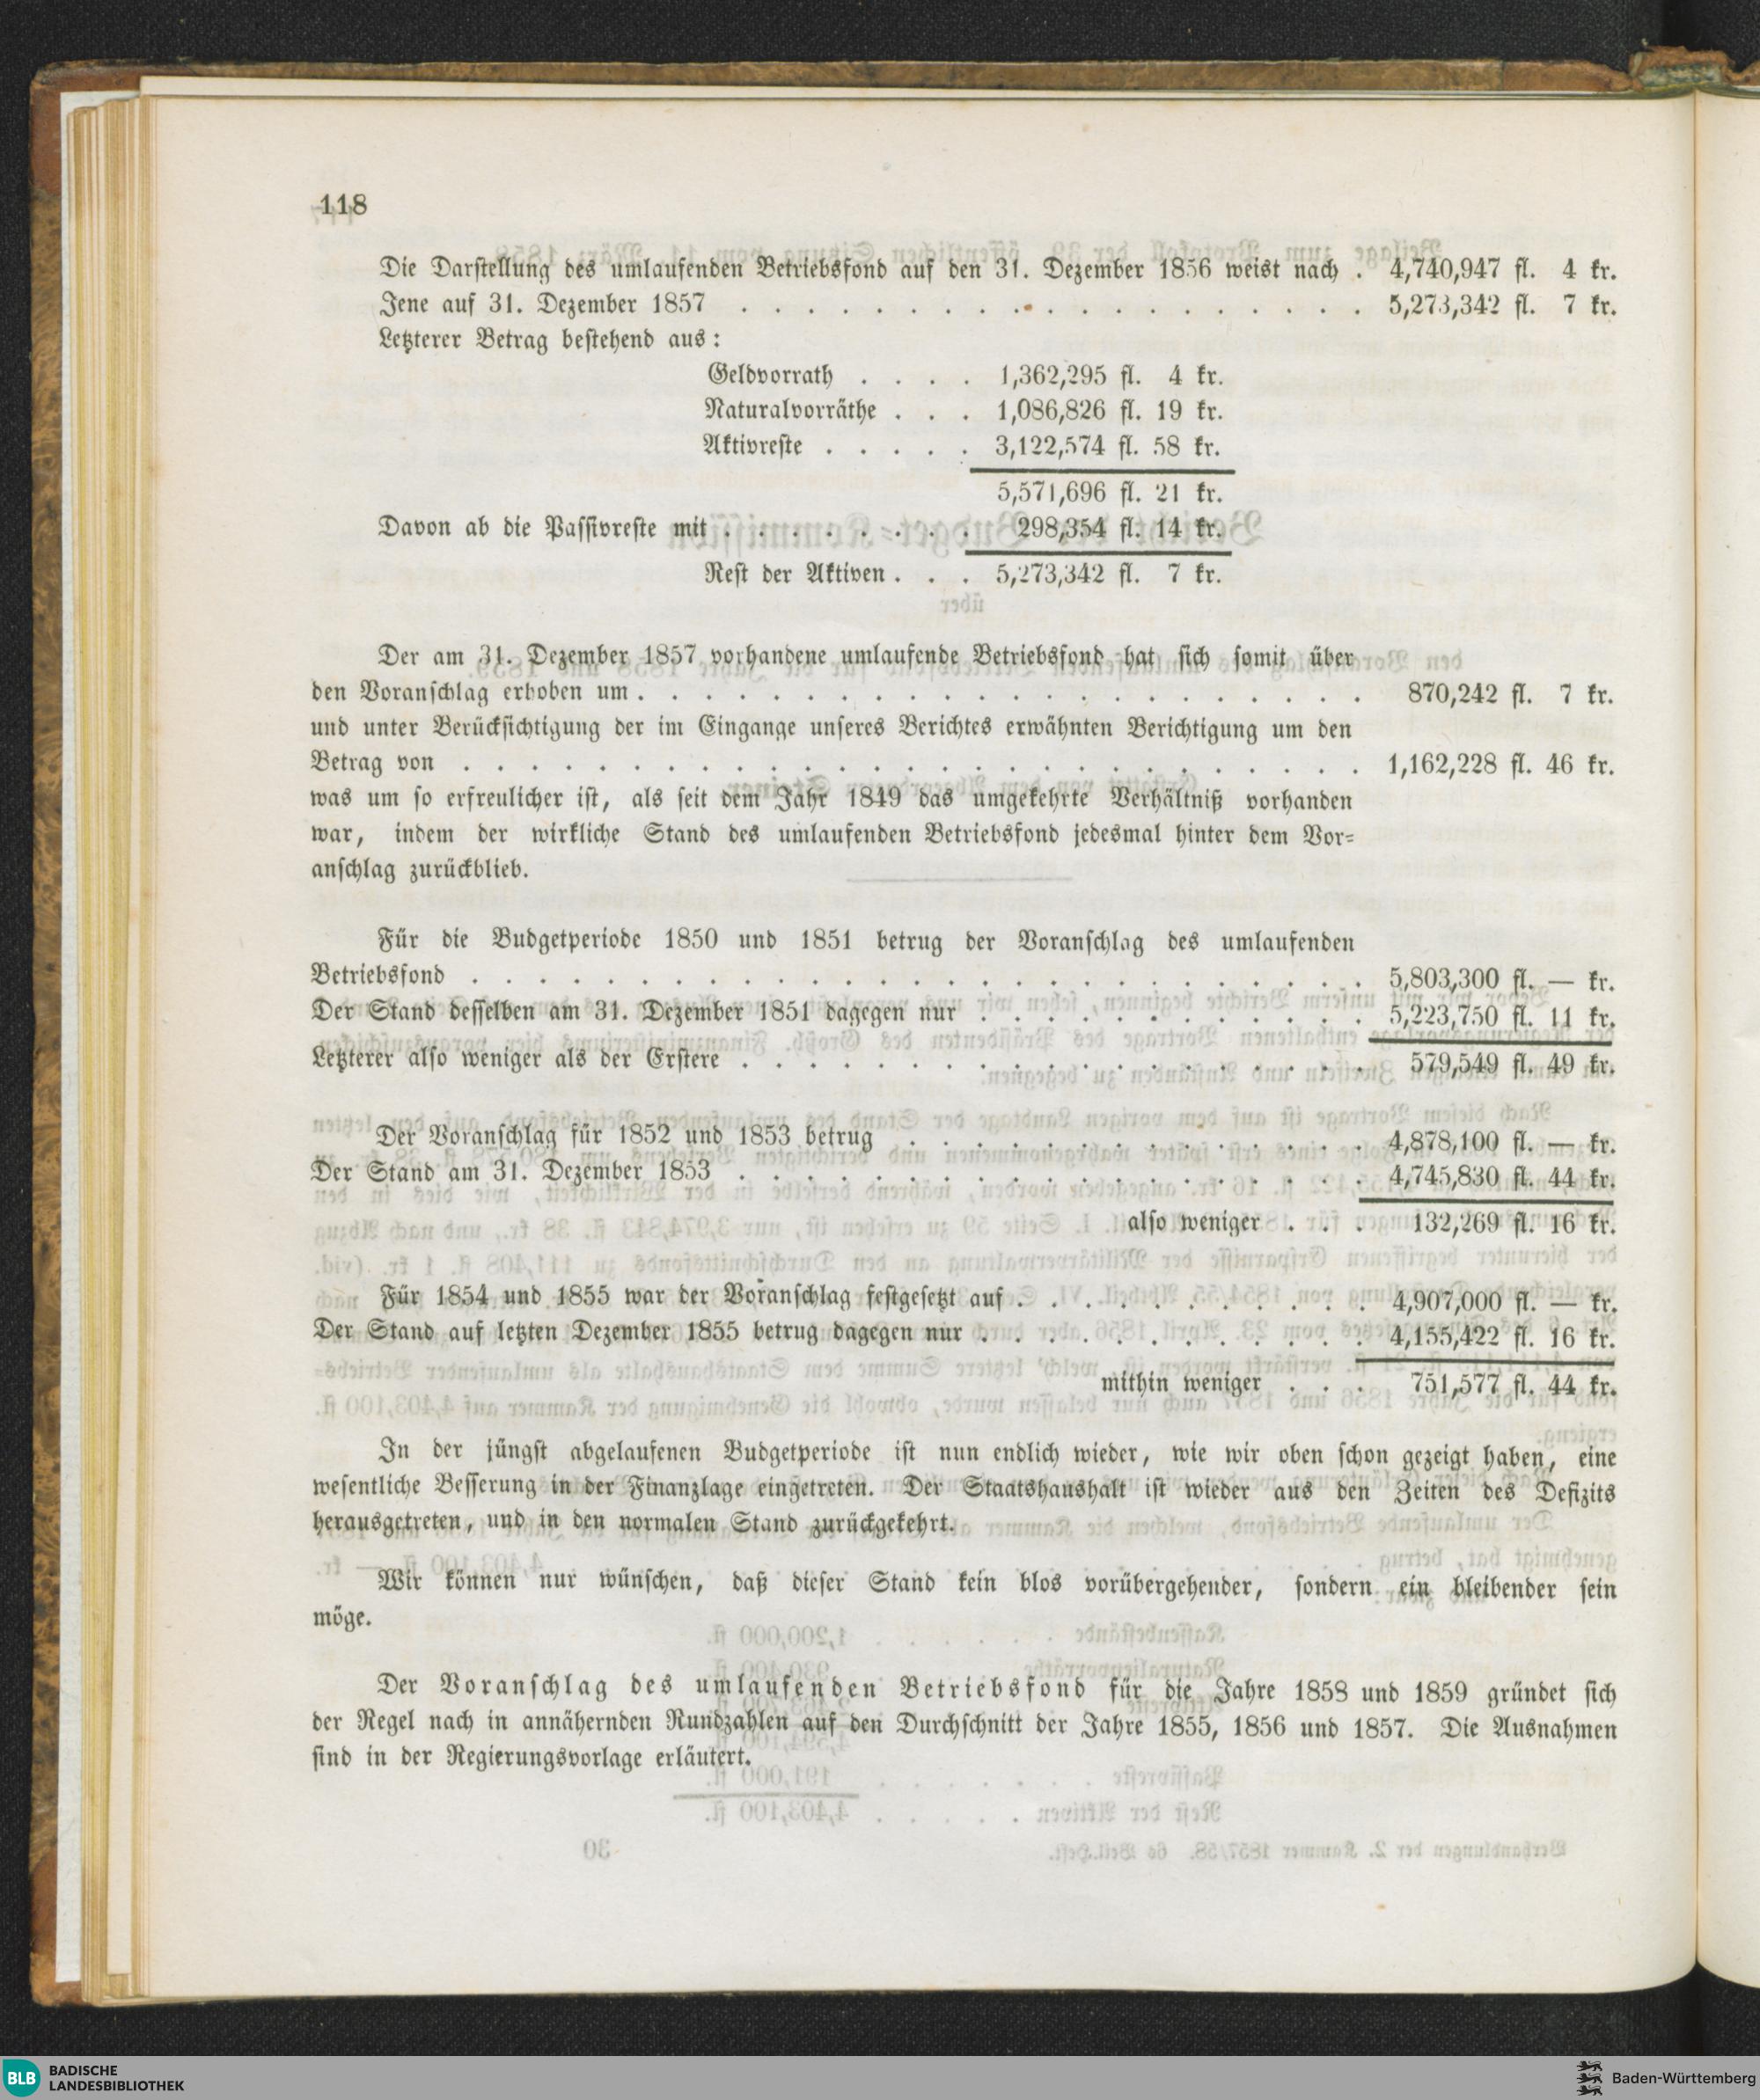 118
Die Darstellung des umlaufenden Betriebsfond auf den 31. Dezember 1856 weist nach . 4,740,947 fl. 4 kr.
Jene auf 31. Dezember 1857 . . . . . . . . . . . . . . . . . . . 5,273,342 fl. 7 kr.
Letzterer Betrag bestehend aus:
Geldvorrath . . . . 1,362,295 fl. 4 kr.
Naturalvorräthe . . . 1,086,826 fl. 19 kr.
Aktivreste . . . . . 3,122,574 fl. 58 kr.
5,571,696 fl. 21 kr.
Davon ab die Passivreste mit . . . . . . . . 298,354 fl. 14 kr.
Rest der Aktiven . . . 5,273,342 fl. 7 kr.
Der am 31. Dezember 1857 vorhandene umlaufende Betriebsfond hat sich somit über
den Voranschlag erhoben um . . . . . . . . . . . . . . . . . . . . . . 870,242 fl. 7 kr.
und unter Berücksichtigung der im Eingange unseres Berichtes erwähnten Berichtigung um den
Betrag von . . . . . . . . . . . . . . . . . . . . . . . . . . . 1,162,228 fl. 46 kr.
was um so erfreulicher ist, als seit dem Jahr 1849 das umgekehrte Verhältniß vorhanden
war, indem der wirkliche Stand des umlaufenden Betriebsfond jedesmal hinter dem Vor-
anschlag zurückblieb.
Für die Budgetperiode 1850 und 1851 betrug der Voranschlag des umlaufenden
Betriebsfond . . . . . . . . . . . . . . . . . . . . . . . . . . . 5,803,300 fl. — kr.
Der Stand desselben am 31. Dezember 1851 dagegen nur . . . . . . . . . . . . 5,223,750 fl. 11 kr.
Letzterer also weniger als der Erstere . . . . . . . . . . . . . . . . . . . 579,549 fl. 49 kr.
Der Voranschlag für 1852 und 1853 betrug . . . . . . . . . . . . . . 4,878,100 fl. — kr.
Der Stand am 31. Dezember 1853 . . . . . . . . . . . . . . . . . . . 4,745,830 fl. 44 kr.
also weniger . . . 132,269 fl. 16 kr.
Für 1854 und 1855 war der Voranschlag festgesetzt auf . . . . . . . . . . . 4,907,000 fl. — kr.
Der Stand auf letzten Dezember 1855 betrug dagegen nur . . . . . . . . . . . . 4,155,422 fl. 16 kr.
mithin weniger . . . 751,577 fl. 44 kr.
In der jüngst abgelaufenen Budgetperiode ist nun endlich wieder, wie wir oben schon gezeigt haben, eine
wesentliche Besserung in der Finanzlage eingetreten. Der Staatshaushalt ist wieder aus den Zeiten des Defizits
herausgetreten, und in den normalen Stand zurückgekehrt.
Wir können nur wünschen, daß dieser Stand kein blos vorübergehender, sondern ein bleibender sein
möge.
Der Voranschlag des umlaufenden Betriebsfond für die Jahre 1858 und 1859 gründet sich
der Regel nach in annähernden Rundzahlen auf den Durchschnitt der Jahre 1855, 1856 und 1857. Die Ausnahmen
sind in der Regierungsvorlage erläutert.
BLB BADISCHE
LANDESBIBLIOTHEK
Baden-Württemberg